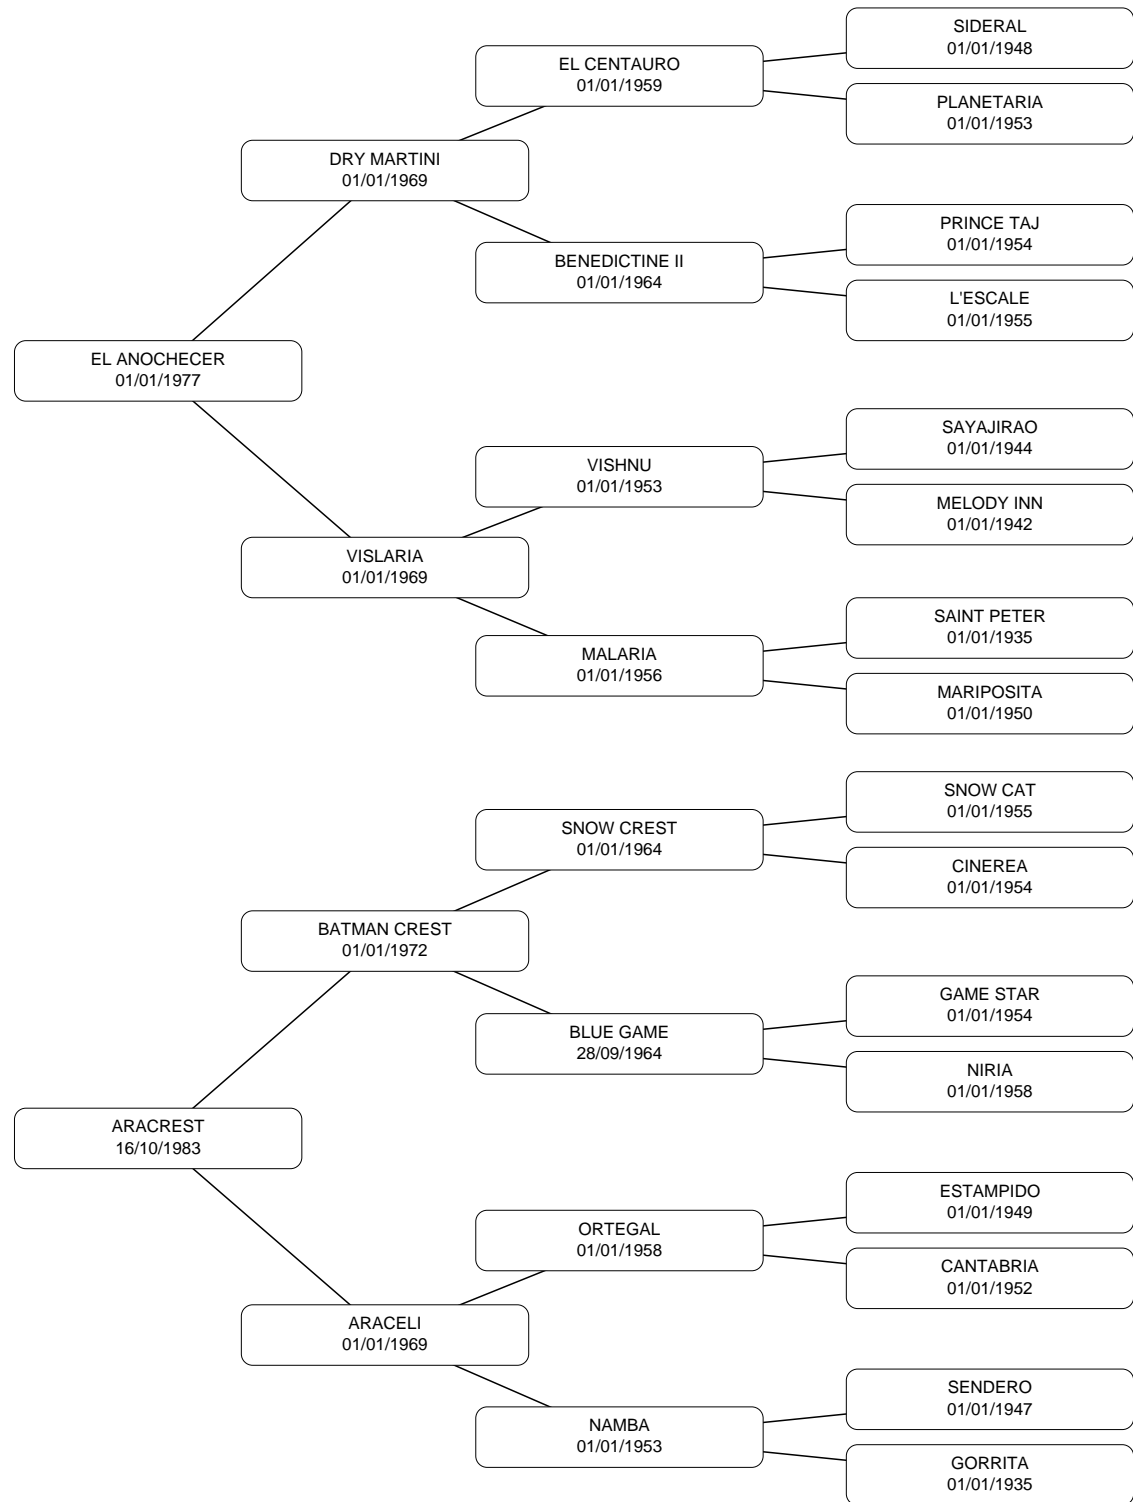 SIDERAL
01/01/1948
EL CENTAURO
01/01/1959
PLANETARIA
01/01/1953
DRY MARTINI
01/01/1969
PRINCE TAJ
01/01/1954
BENEDICTINE II
01/01/1964
L'ESCALE
01/01/1955
EL ANOCHECER
01/01/1977
SAYAJIRAO
01/01/1944
VISHNU
01/01/1953
MELODY INN
01/01/1942
VISLARIA
01/01/1969
SAINT PETER
01/01/1935
MALARIA
01/01/1956
MARIPOSITA
01/01/1950
SNOW CAT
01/01/1955
SNOW CREST
01/01/1964
CINEREA
01/01/1954
BATMAN CREST
01/01/1972
GAME STAR
01/01/1954
BLUE GAME
28/09/1964
NIRIA
01/01/1958
ARACREST
16/10/1983
ESTAMPIDO
01/01/1949
ORTEGAL
01/01/1958
CANTABRIA
01/01/1952
ARACELI
01/01/1969
SENDERO
01/01/1947
NAMBA
01/01/1953
GORRITA
01/01/1935